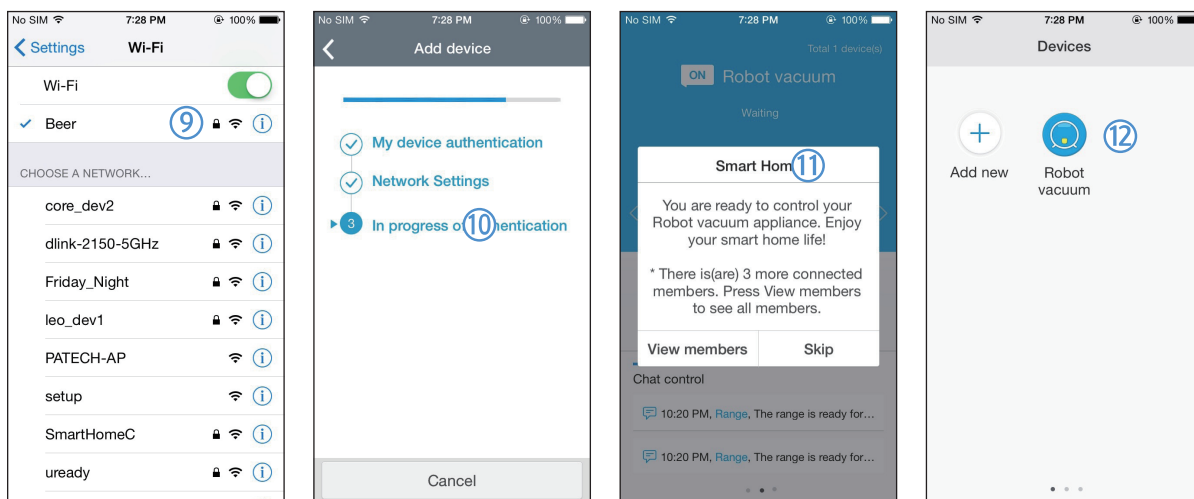 No SIM 7:28 PM 100%
Settings Wi-Fi
Wi-Fi
Beer ⑨
CHOOSE A NETWORK...
core_dev2
dlink-2150-5GHz
Friday_Night
leo_dev1
PATECH-AP
setup
SmartHomeC
uready
No SIM 7:28 PM 100%
Add device
My device authentication
Network Settings
3 In progress of ⑩hentication
Cancel
No SIM 7:28 PM 100%
Total 1 device(s)
ON Robot vacuum
Waiting
Smart Hom ⑪
You are ready to control your
Robot vacuum appliance. Enjoy
your smart home life!
* There is(are) 3 more connected
members. Press View members
to see all members.
View members Skip
Chat control
10:20 PM, Range, The range is ready for...
10:20 PM, Range, The range is ready for...
No SIM 7:28 PM 100%
Devices
⑫
Add new Robot
vacuum